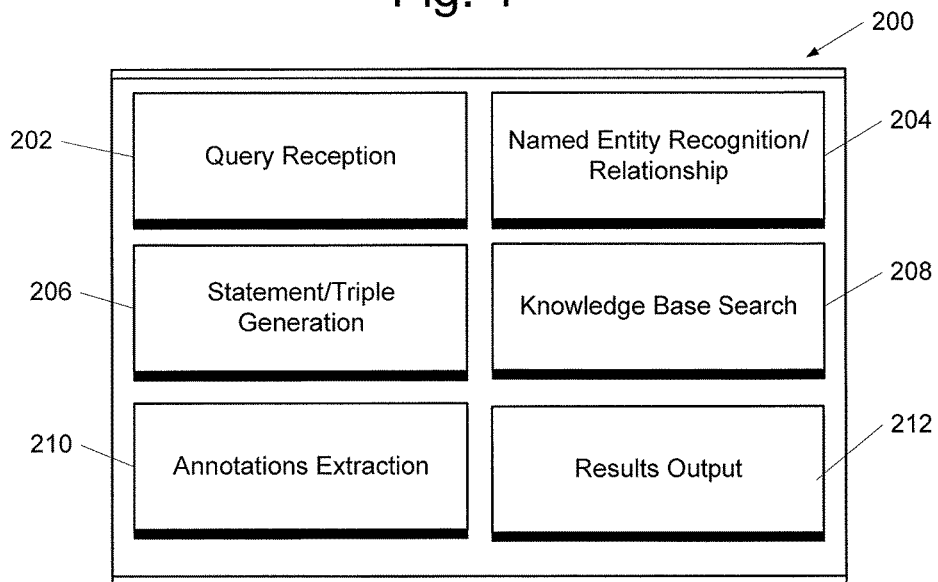 Fig.
200
202
Query Reception
Named Entity Recognition/
Relationship
204
206
Statement/Triple
Generation
Knowledge Base Search
208
210
Annotations Extraction
Results Output
212